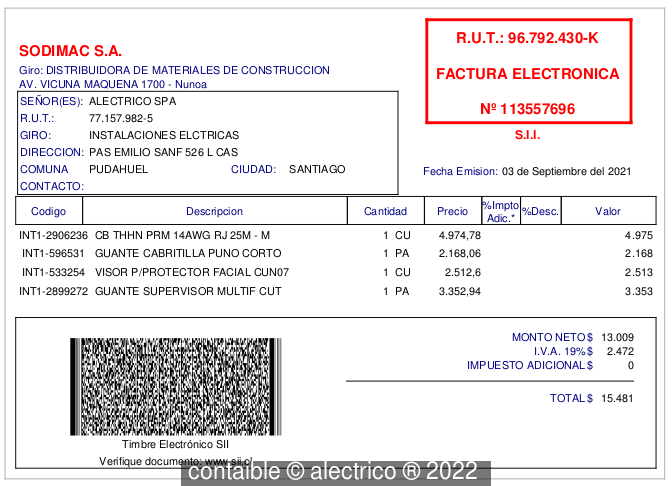 SODIMAC S.A.
Giro: DISTRIBUIDORA DE MATERIALES DE CONSTRUCCION
AV. VICUNA MAQUENA 1700 - Nunoa
R.U.T.: 96.792.430-K
FACTURA ELECTRONICA
Nº 113557696
S.I.I.
SEÑOR(ES): ALECTRICO SPA
R.U.T.: 77.157.982-5
GIRO: INSTALACIONES ELCTRICAS
DIRECCION: PAS EMILIO SANF 526 L CAS
COMUNA PUDAHUEL CIUDAD: SANTIAGO
CONTACTO:
Fecha Emision: 03 de Septiembre del 2021
Codigo Descripcion Cantidad Precio %Impto Adic.* %Desc. Valor
INT1-2906236 CB THHN PRM 14AWG RJ 25M - M 1 CU 4.974,78 4.975
INT1-596531 GUANTE CABRITILLA PUNO CORTO 1 PA 2.168,06 2.168
INT1-533254 VISOR P/PROTECTOR FACIAL CUN07 1 CU 2.512,6 2.513
INT1-2899272 GUANTE SUPERVISOR MULTIF CUT 1 PA 3.352,94 3.353
MONTO NETO $ 13.009
I.V.A. 19% $ 2.472
IMPUESTO ADICIONAL $ 0
TOTAL $ 15.481
Timbre Electrónico SII
Verifique documento: www.sii.cl
contaible © alectrico ® 2022